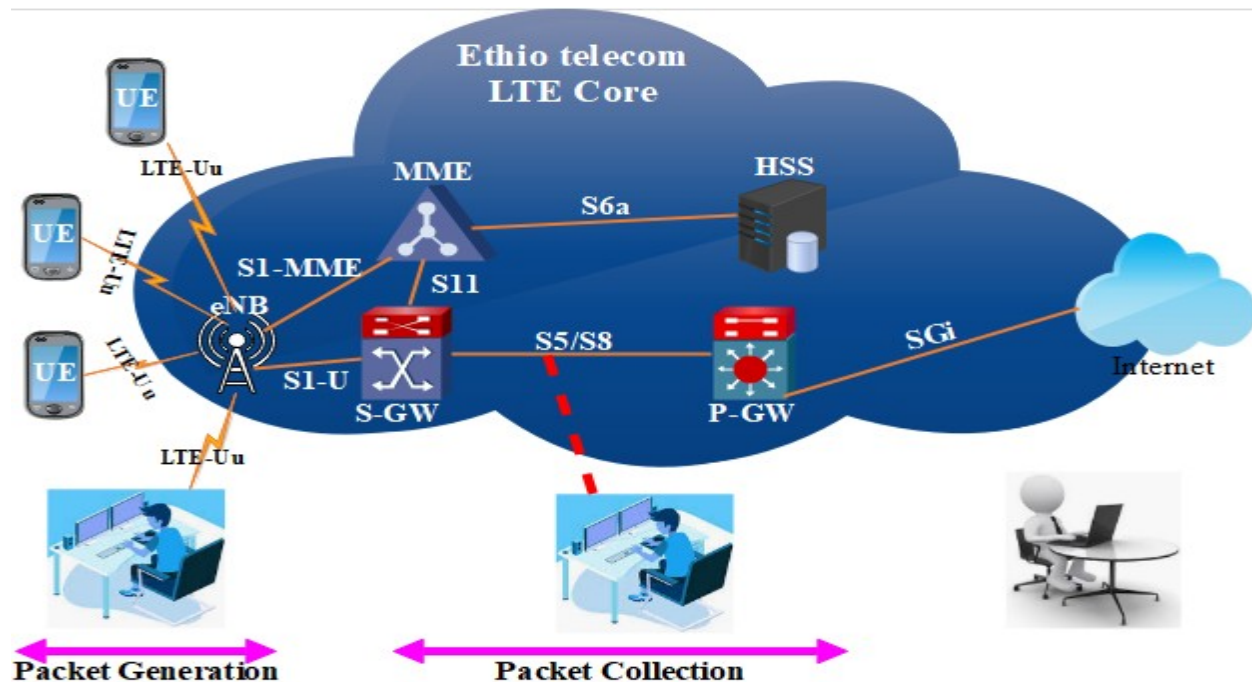 Ethio telecom
LTE Core
UE
LTE-Uu
MME
HSS
S6a
UE
LTE-Uu
S1-MME
S11
eNB
UE
LTE-Uu
S1-U
S5/S8
SGi
Internet
S-GW
P-GW
LTE-Uu
Packet Generation
Packet Collection